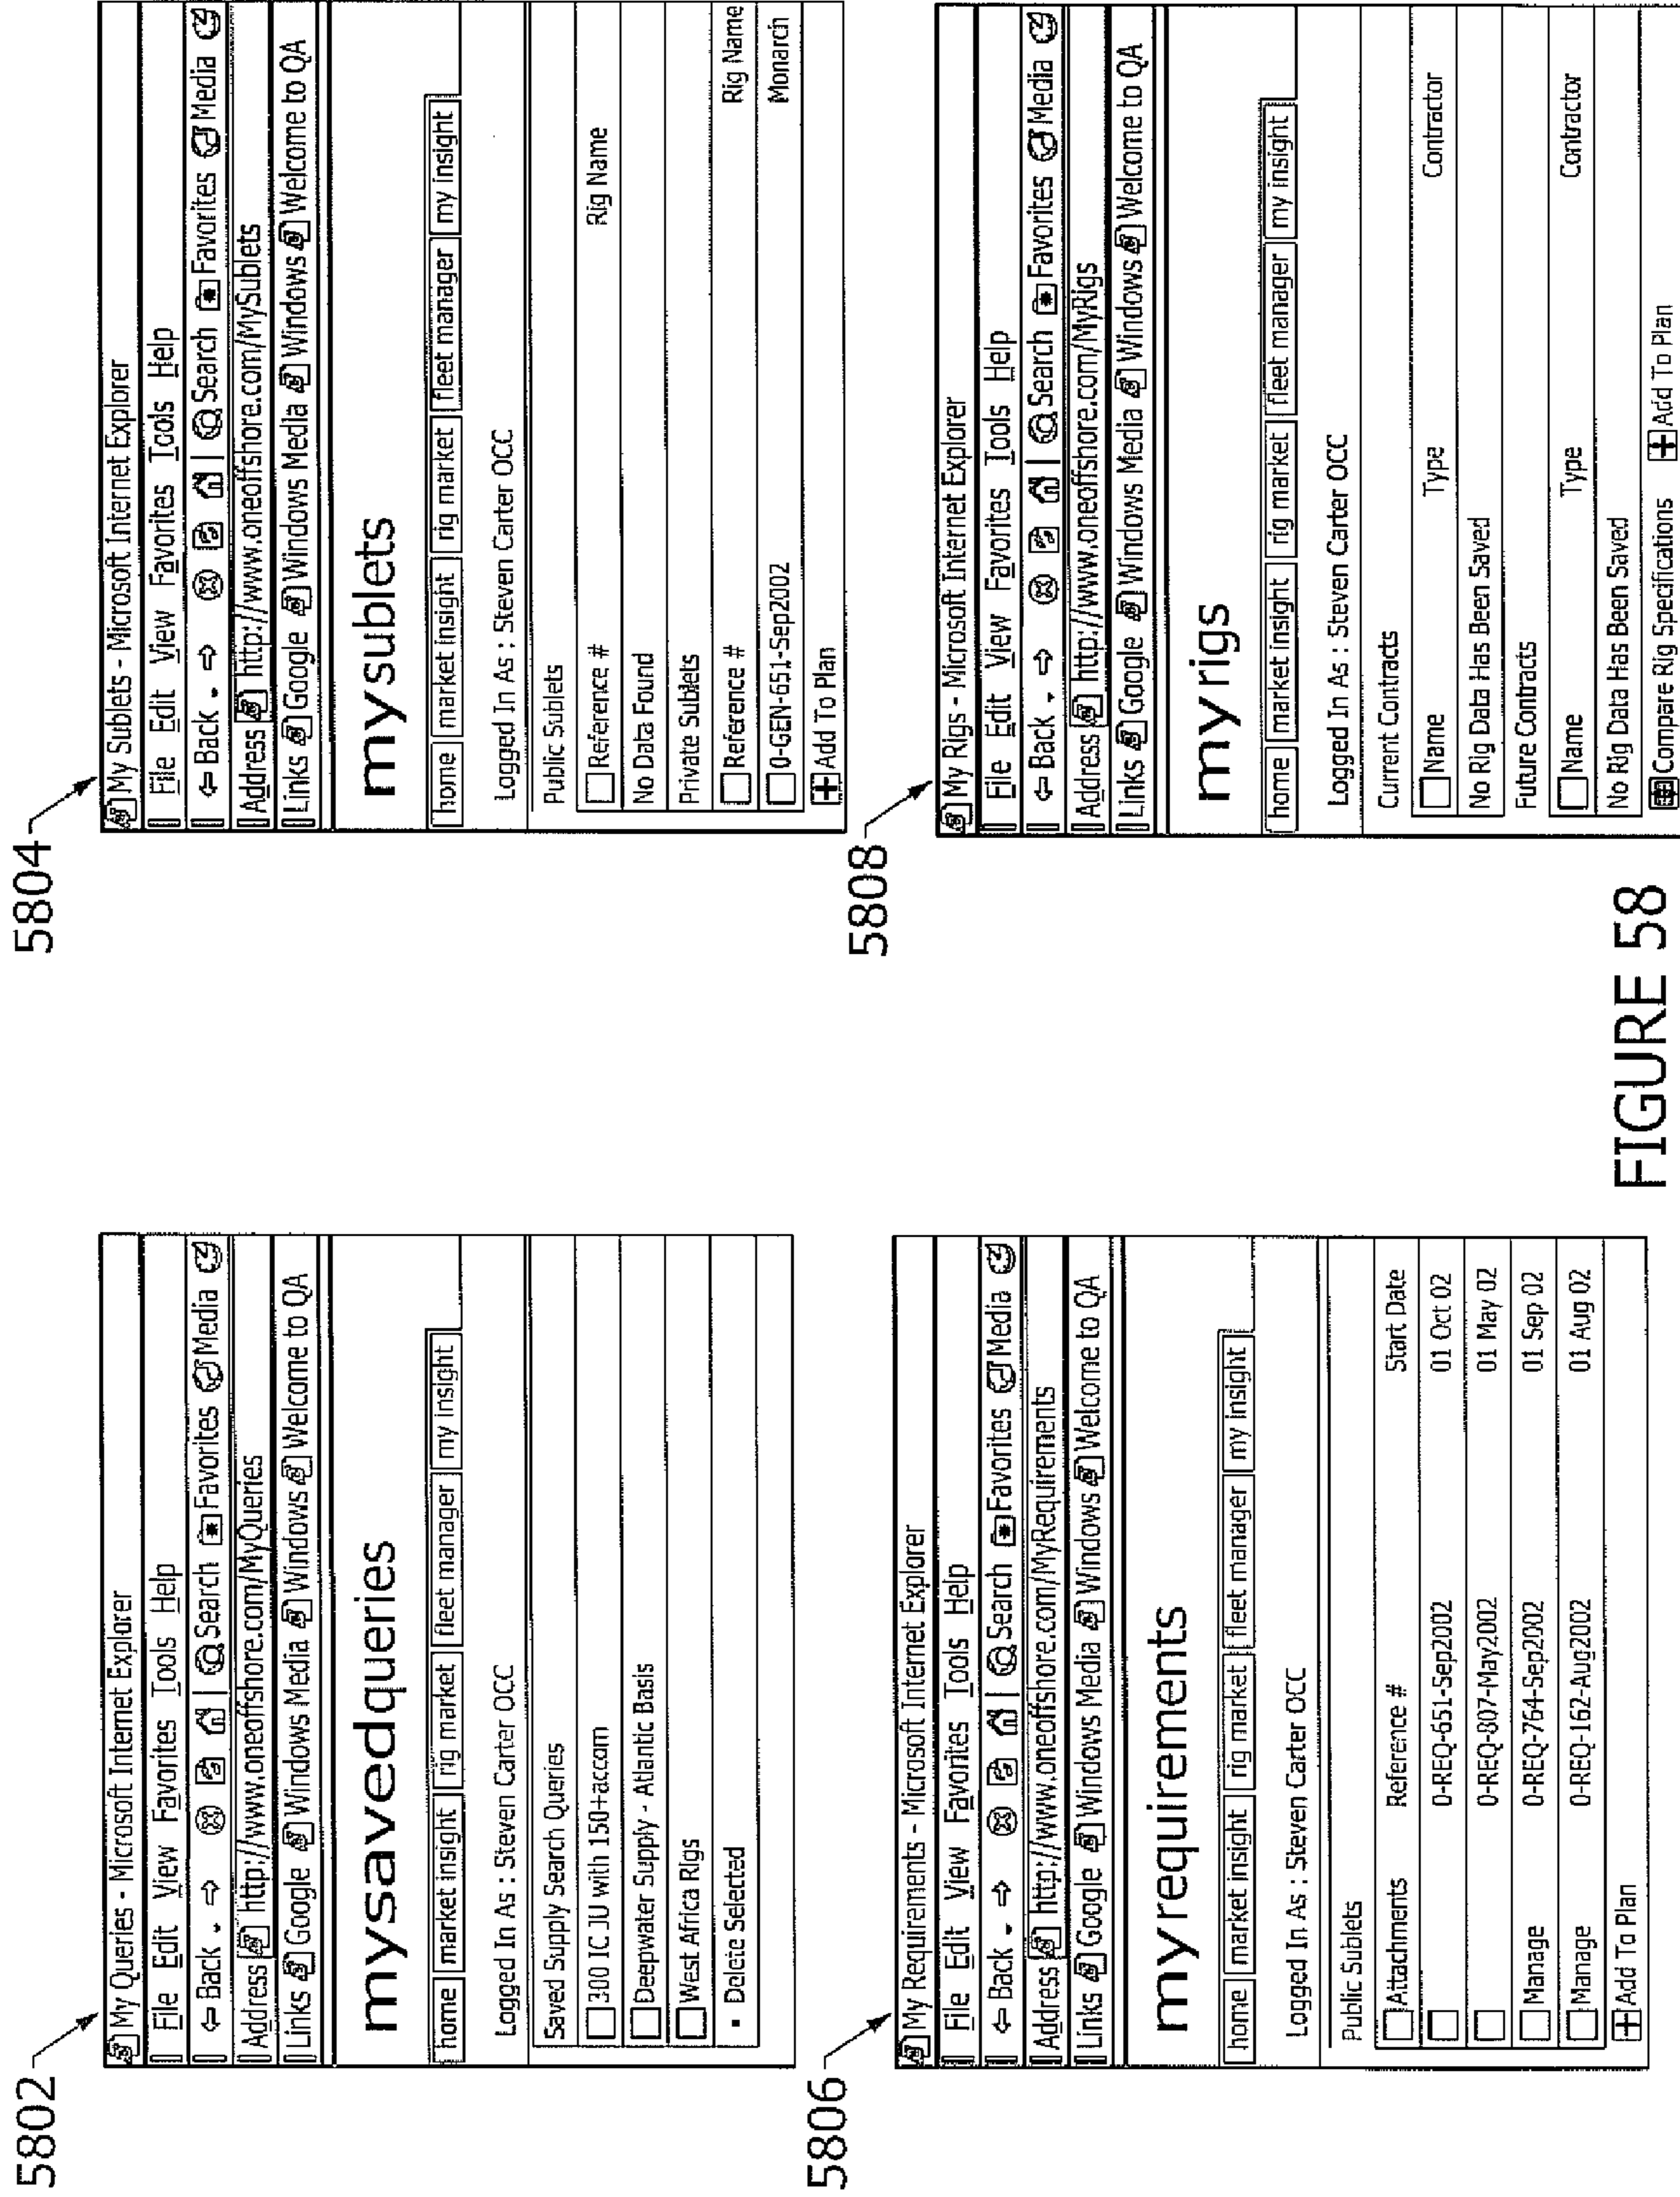 5802
My Queries - Microsoft Internet Explorer
File Edit View Favorites Tools Help
Back Search Favorites Media
Address http://www.oneoffshore.com/MyQueries
Links Google Windows Media Windows Welcome to QA
mysavedqueries
home market insight rig market fleet manager my insight
Logged In As : Steven Carter OCC
Saved Supply Search Queries
300 IC JU with 150+accom
Deepwater Supply - Atlantic Basis
West Africa Rigs
• Delete Selected
5804
My Sublets - Microsoft Internet Explorer
File Edit View Favorites Tools Help
Back Search Favorites Media
Address http://www.oneoffshore.com/MySublets
Links Google Windows Media Windows Welcome to QA
mysublets
home market insight rig market fleet manager my insight
Logged In As : Steven Carter OCC
Public Sublets
Reference # Rig Name
No Data Found
Private Sublets
Reference # Rig Name
0-GEN-651-Sep2002 Monarch
Add To Plan
5806
My Requirements - Microsoft Internet Explorer
File Edit View Favorites Tools Help
Back Search Favorites Media
Address http://www.oneoffshore.com/MyRequirements
Links Google Windows Media Windows Welcome to QA
myrequirements
home market insight rig market fleet manager my insight
Logged In As : Steven Carter OCC
Public Sublets
Attachments Reference # Start Date
0-REQ-651-Sep2002 01 Oct 02
0-REQ-807-May2002 01 May 02
Manage 0-REQ-764-Sep2002 01 Sep 02
Manage 0-REQ-162-Aug2002 01 Aug 02
Add To Plan
5808
My Rigs - Microsoft Internet Explorer
File Edit View Favorites Tools Help
Back Search Favorites Media
Address http://www.oneoffshore.com/MyRigs
Links Google Windows Media Windows Welcome to QA
myrigs
home market insight rig market fleet manager my insight
Logged In As : Steven Carter OCC
Current Contracts
Name Type Contractor
No Rig Data Has Been Saved
Future Contracts
Name Type Contractor
No Rig Data Has Been Saved
Compare Rig Specifications Add To Plan
FIGURE 58